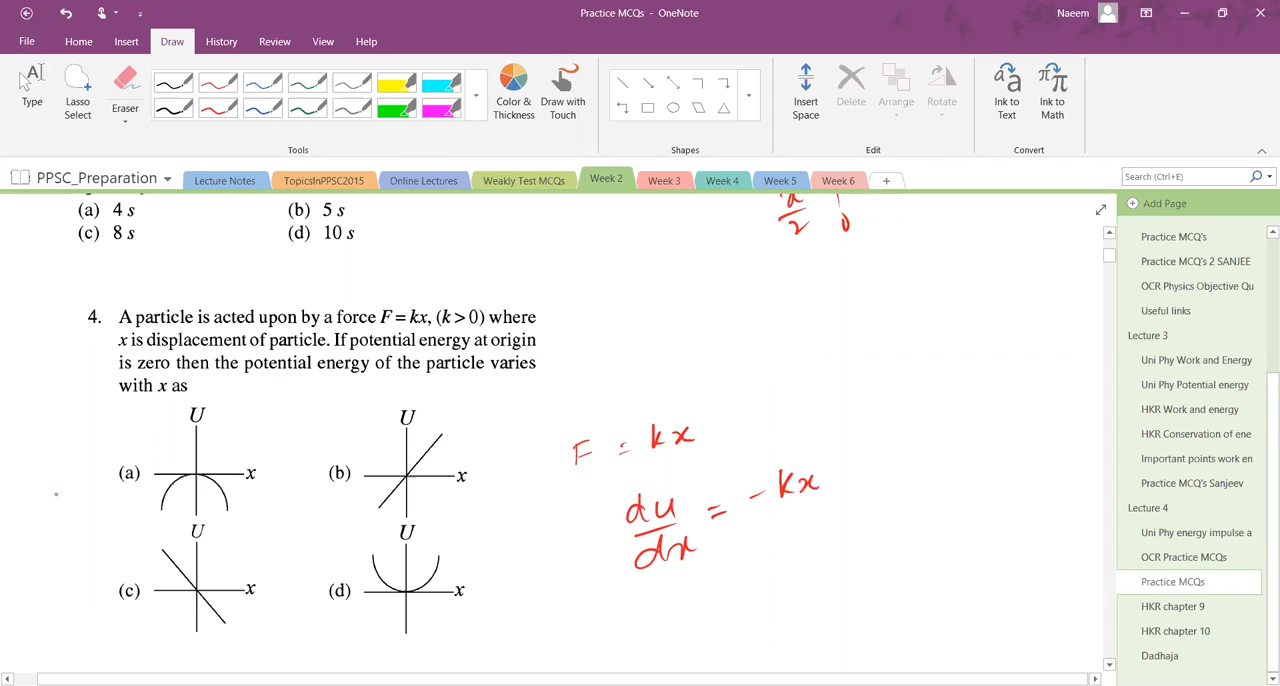 Practice MCQs - OneNote
Naeem
File Home Insert Draw History Review View Help
Type
Lasso Select
Eraser
Color & Thickness
Draw with Touch
Insert Space
Delete
Arrange
Rotate
Ink to Text
Ink to Math
Tools
Shapes
Edit
Convert
PPSC_Preparation
Lecture Notes
TopicsInPPSC2015
Online Lectures
Weakly Test MCQs
Week 2
Week 3
Week 4
Week 5
Week 6
Search (Ctrl+E)
(a) 4 s (b) 5 s
(c) 8 s (d) 10 s
2 0
4. A particle is acted upon by a force F = kx, (k > 0) where
x is displacement of particle. If potential energy at origin
is zero then the potential energy of the particle varies
with x as
U
(a) x
U
(b) x
U
(c) x
U
(d) x
F = kx
du/dx = -kx
Add Page
Practice MCQ's
Practice MCQ's 2 SANJEE
OCR Physics Objective Qu
Useful links
Lecture 3
Uni Phy Work and Energy
Uni Phy Potential energy
HKR Work and energy
HKR Conservation of ene
Important points work en
Practice MCQ's Sanjeev
Lecture 4
Uni Phy energy impulse a
OCR Practice MCQs
Practice MCQs
HKR chapter 9
HKR chapter 10
Dadhaja